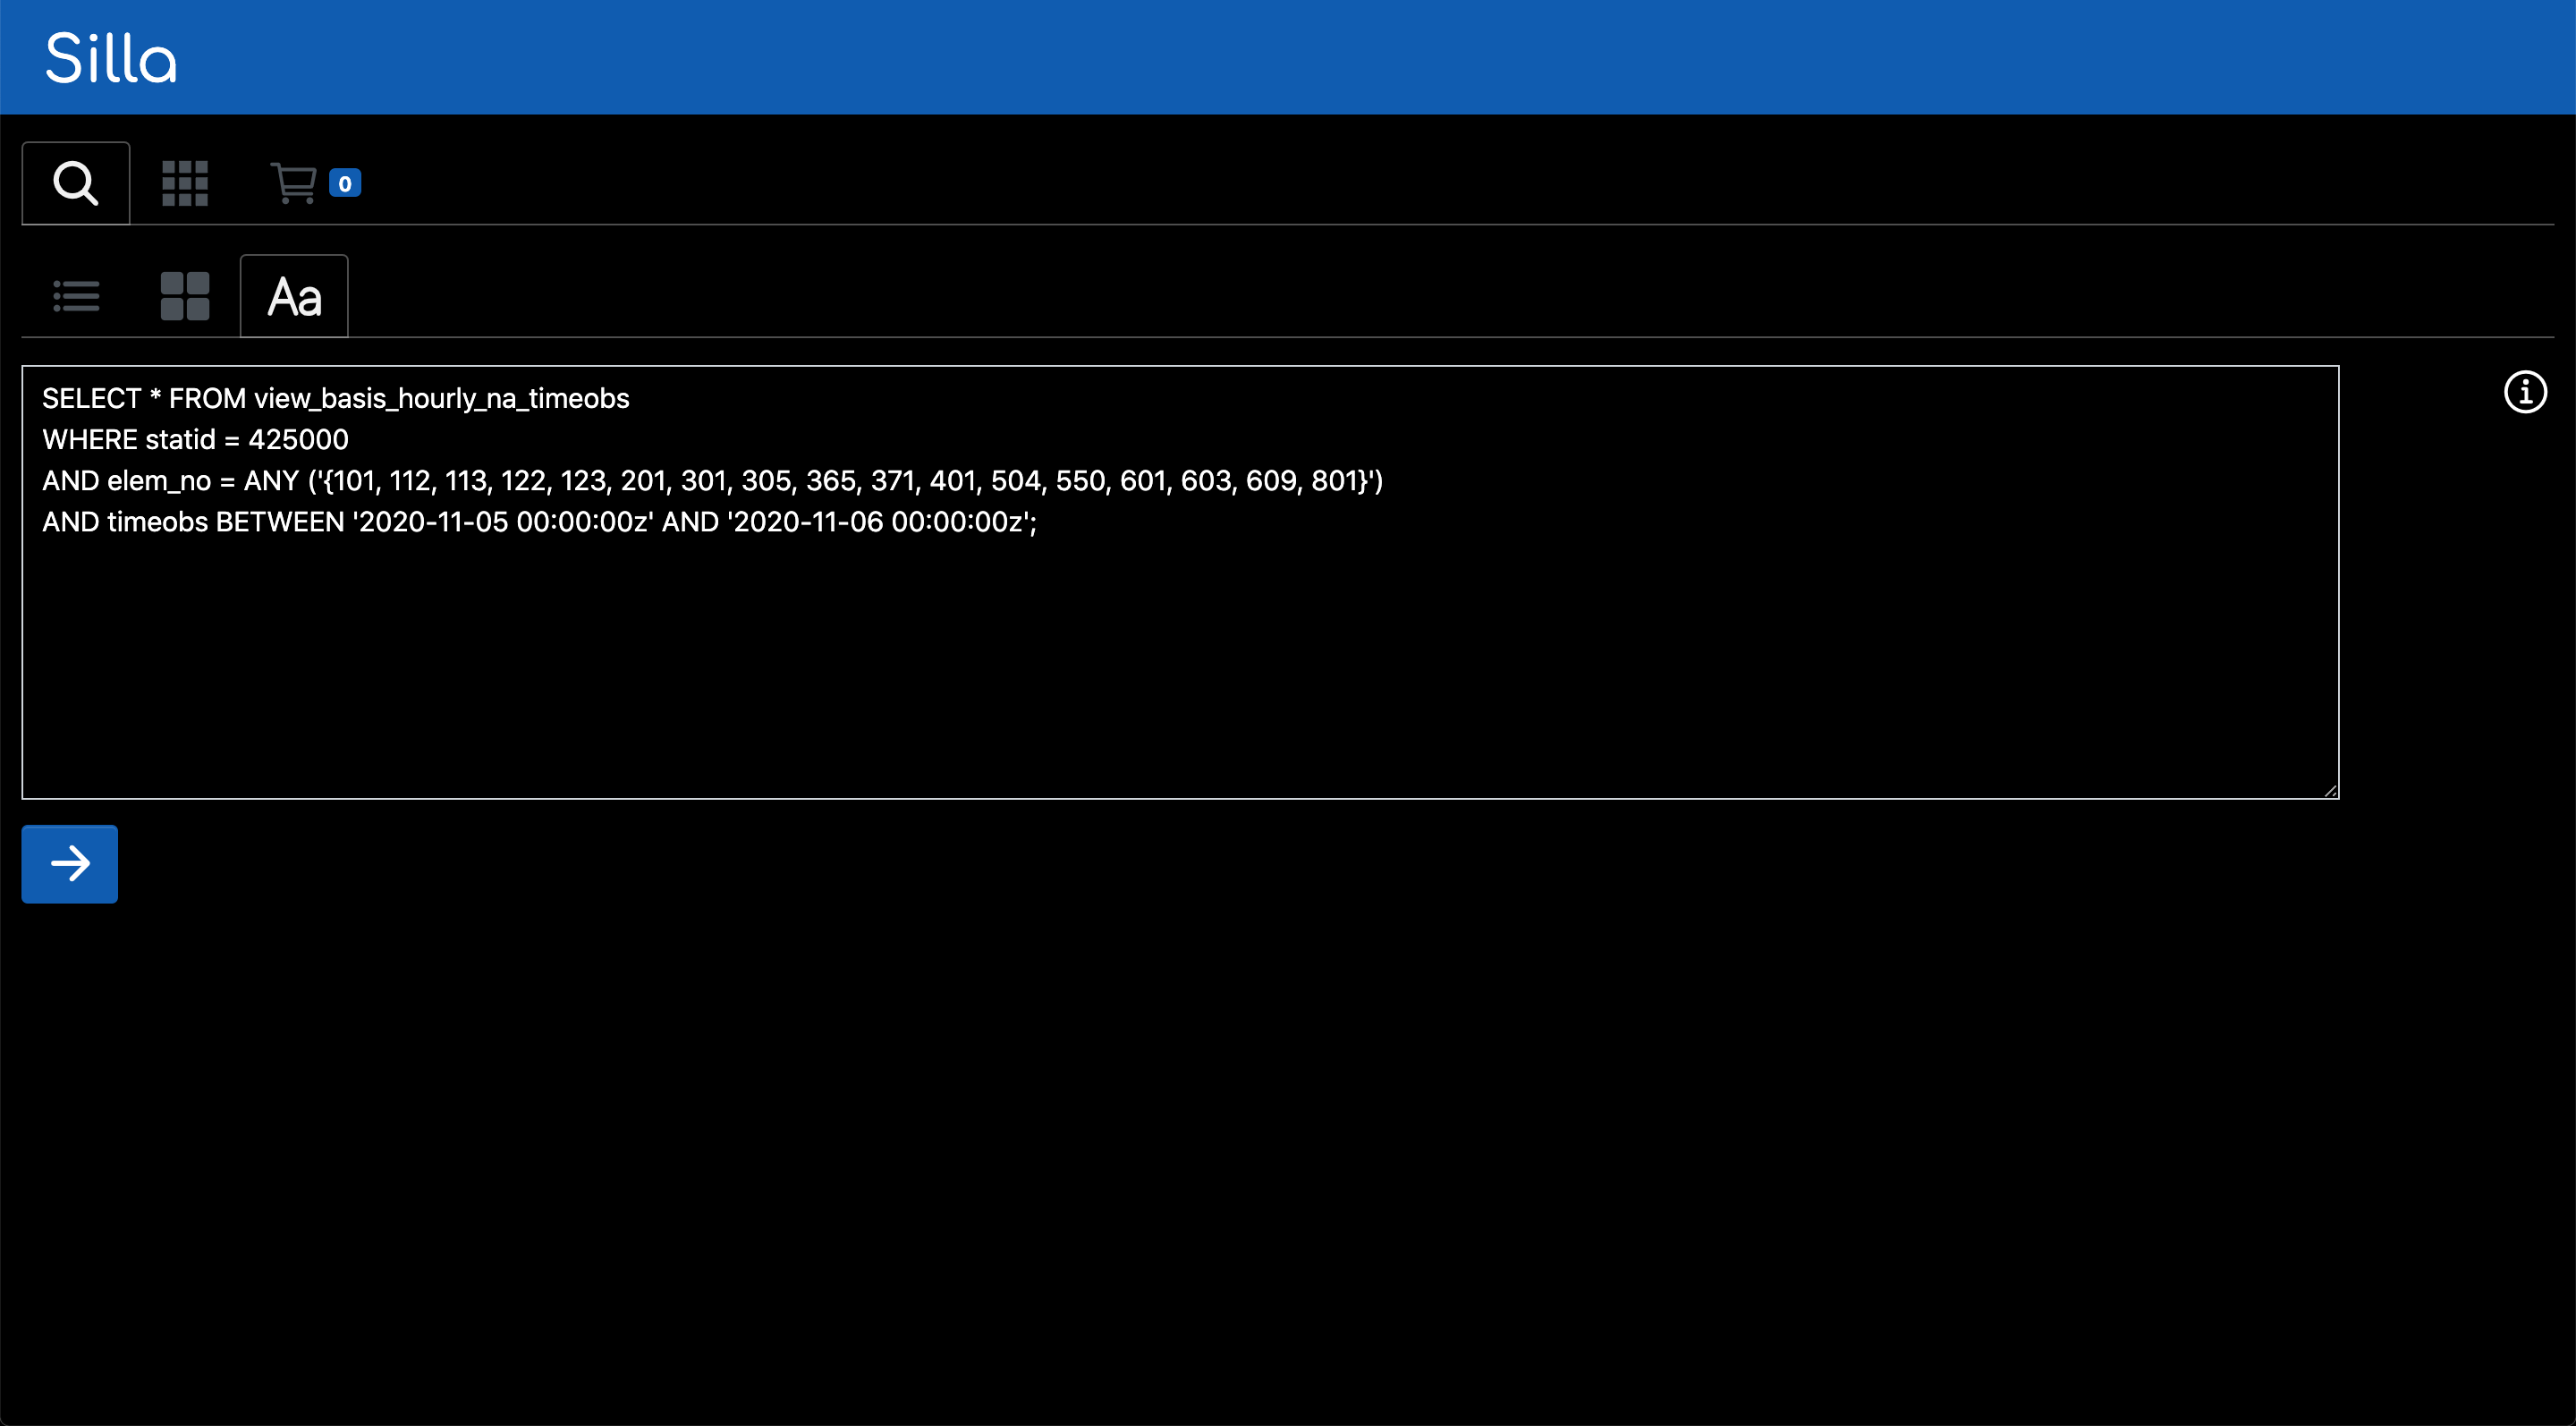 Silla
0
Aa
SELECT * FROM view_basis_hourly_na_timeobs
WHERE statid = 425000
AND elem_no = ANY ('{101, 112, 113, 122, 123, 201, 301, 305, 365, 371, 401, 504, 550, 601, 603, 609, 801}')
AND timeobs BETWEEN '2020-11-05 00:00:00z' AND '2020-11-06 00:00:00z';